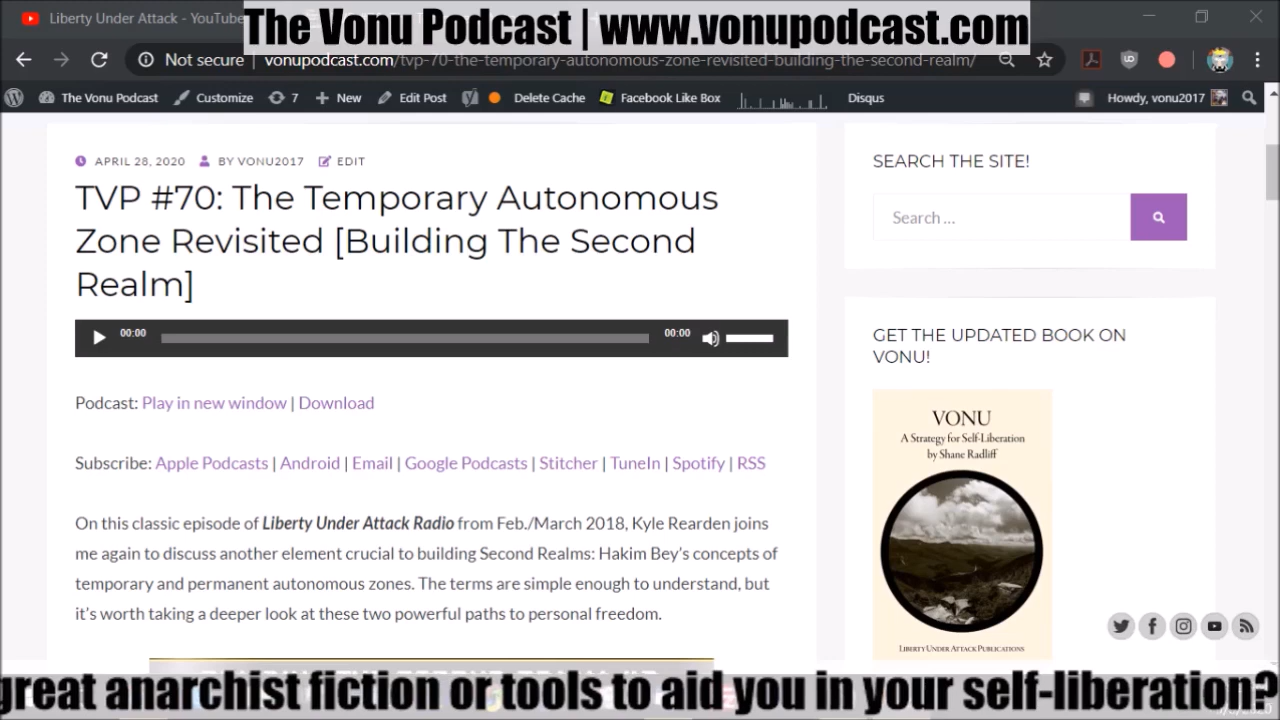 Liberty Under Attack - YouTube
The Vonu Podcast | www.vonupodcast.com
Not secure | vonupodcast.com/tvp-70-the-temporary-autonomous-zone-revisited-building-the-second-realm/
The Vonu Podcast Customize 7 New Edit Post Delete Cache Facebook Like Box Disqus Howdy, vonu2017
APRIL 28, 2020 BY VONU2017 EDIT
TVP #70: The Temporary Autonomous
Zone Revisited [Building The Second
Realm]
00:00 00:00
Podcast: Play in new window | Download
Subscribe: Apple Podcasts | Android | Email | Google Podcasts | Stitcher | TuneIn | Spotify | RSS
On this classic episode of Liberty Under Attack Radio from Feb./March 2018, Kyle Rearden joins
me again to discuss another element crucial to building Second Realms: Hakim Bey's concepts of
temporary and permanent autonomous zones. The terms are simple enough to understand, but
it's worth taking a deeper look at these two powerful paths to personal freedom.
SEARCH THE SITE!
Search ...
GET THE UPDATED BOOK ON
VONU!
VONU
A Strategy for Self-Liberation
by Shane Radliff
LIBERTY UNDER ATTACK PUBLICATIONS
great anarchist fiction or tools to aid you in your self-liberation?